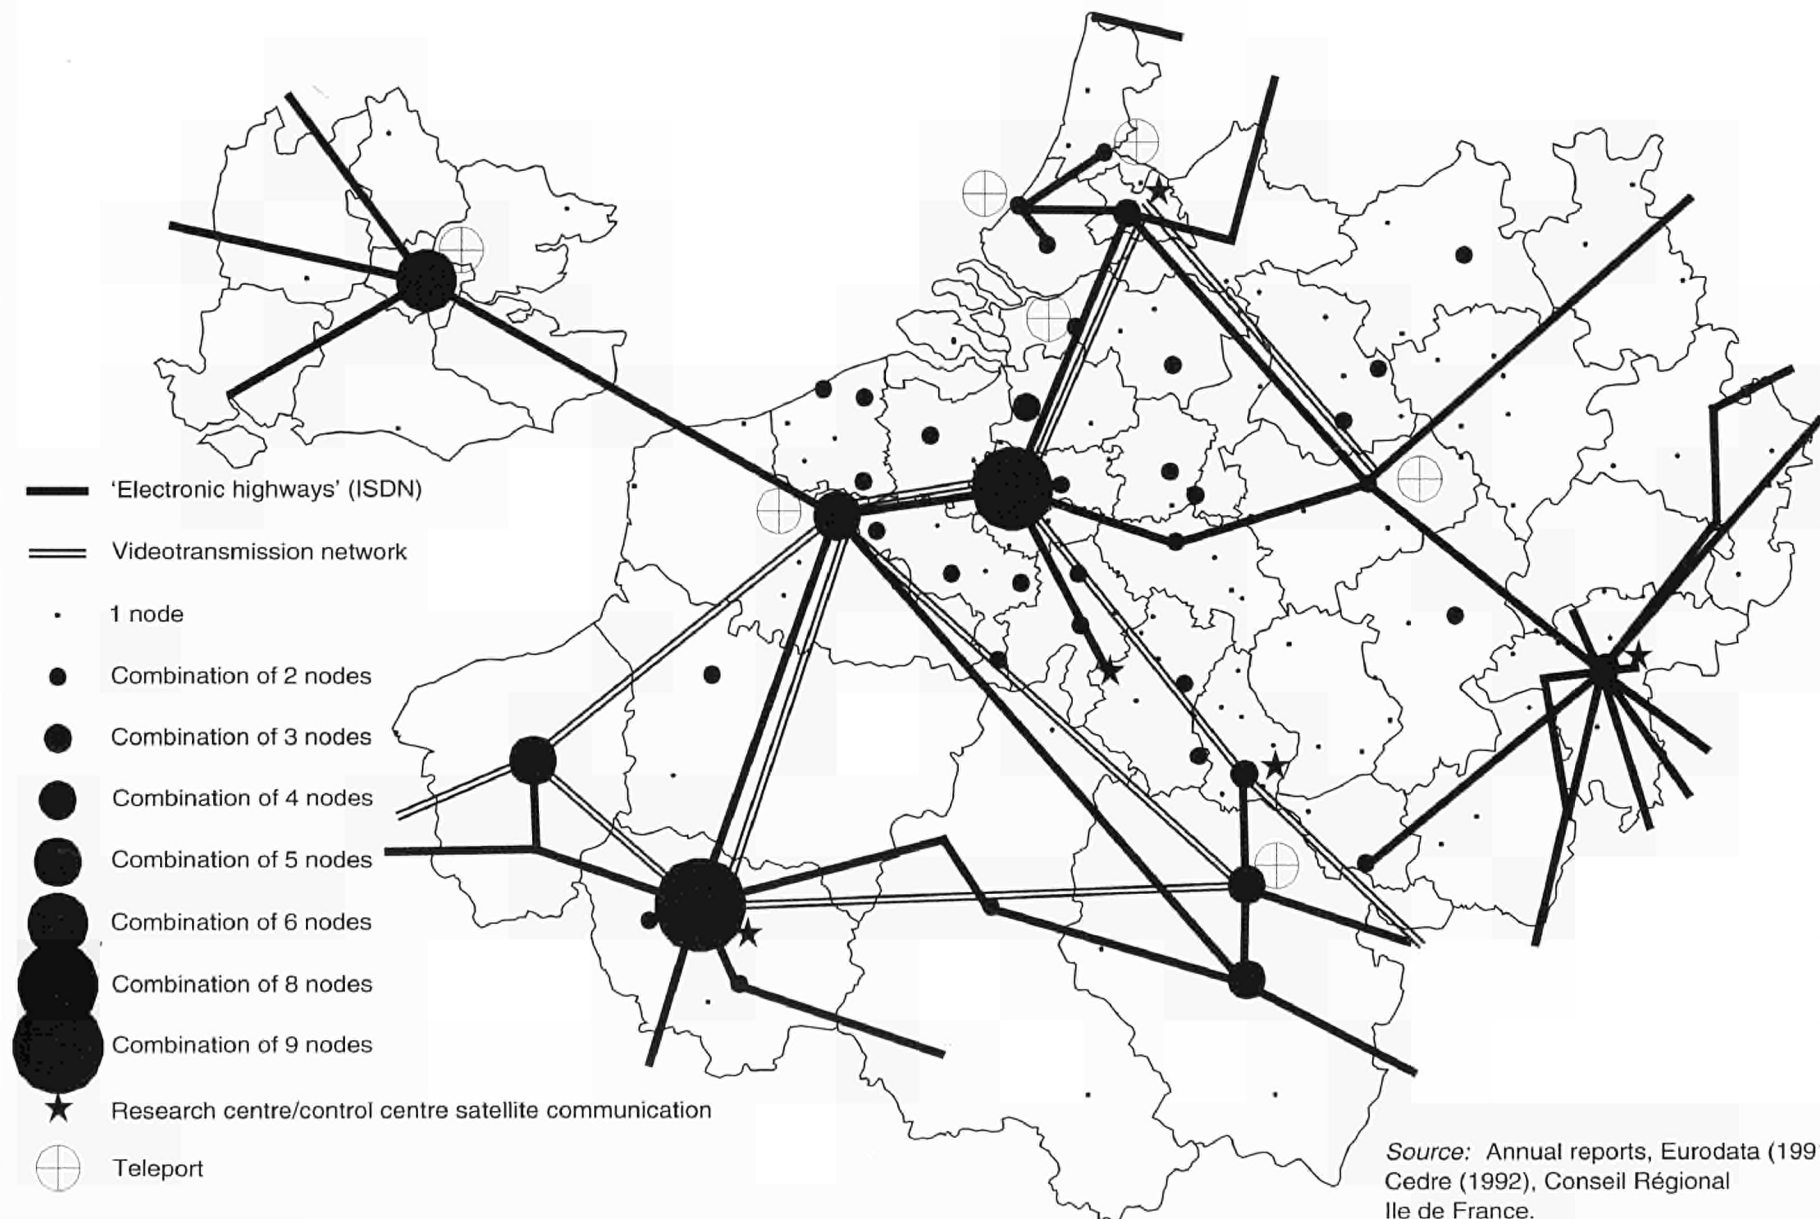 'Electronic highways' (ISDN)
Videotransmission network
1 node
Combination of 2 nodes
Combination of 3 nodes
Combination of 4 nodes
Combination of 5 nodes
Combination of 6 nodes
Combination of 8 nodes
Combination of 9 nodes
Research centre/control centre satellite communication
Teleport
Source: Annual reports, Eurodata (199
Cedre (1992), Conseil Régional
Ile de France.